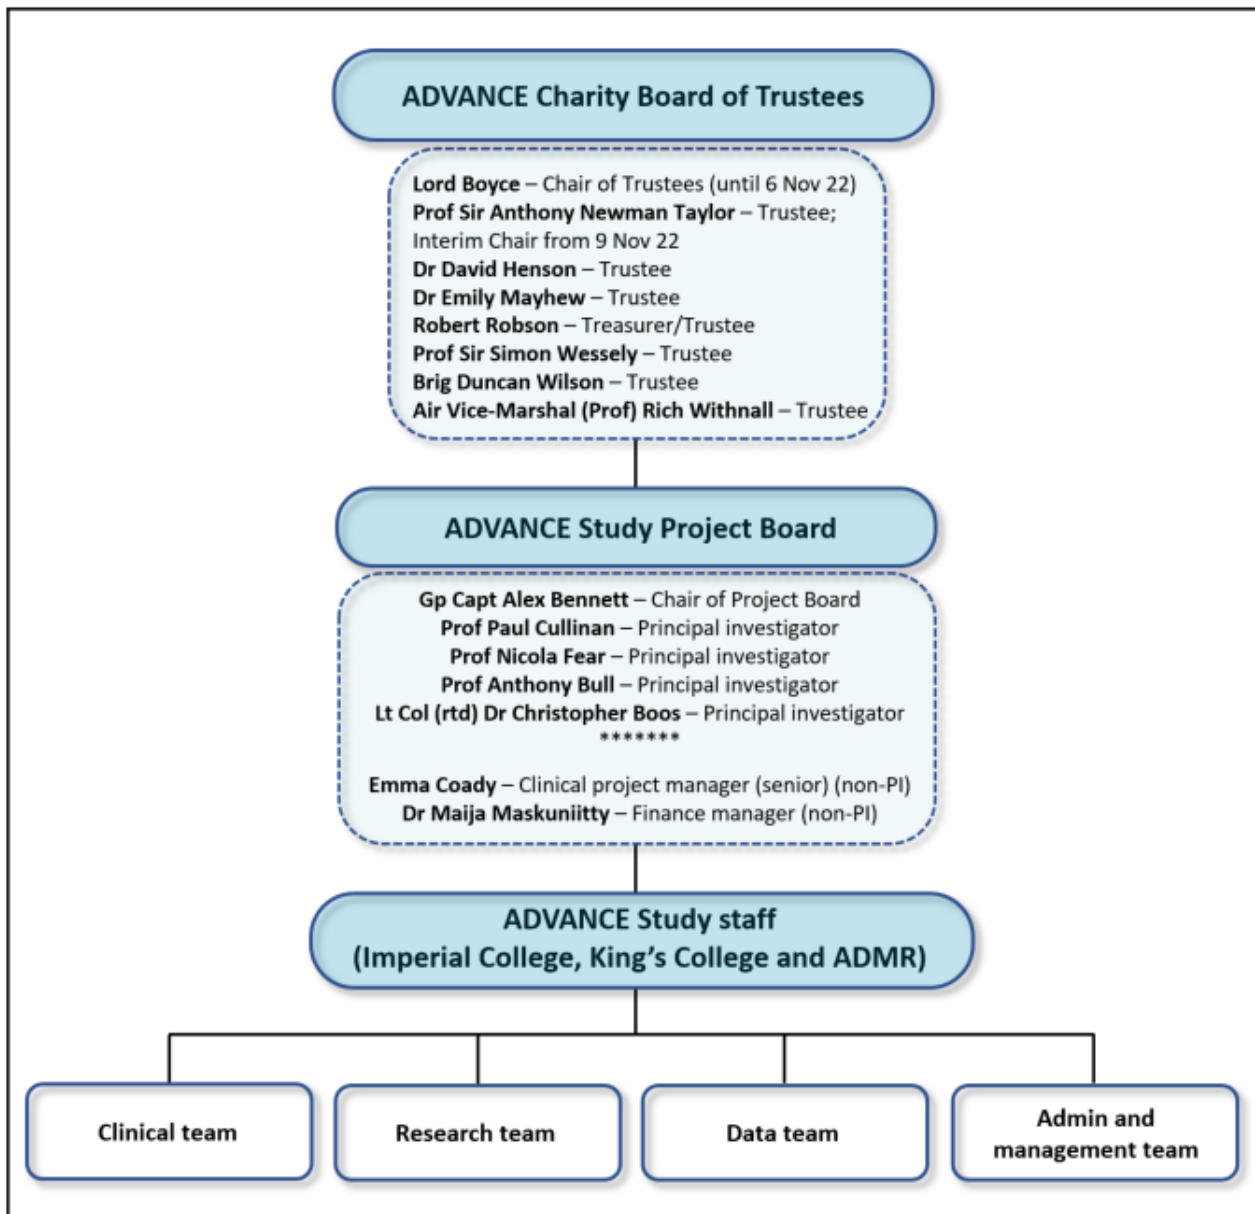 ADVANCE Charity Board of Trustees
Lord Boyce – Chair of Trustees (until 6 Nov 22)
Prof Sir Anthony Newman Taylor – Trustee;
Interim Chair from 9 Nov 22
Dr David Henson – Trustee
Dr Emily Mayhew – Trustee
Robert Robson – Treasurer/Trustee
Prof Sir Simon Wessely – Trustee
Brig Duncan Wilson – Trustee
Air Vice-Marshal (Prof) Rich Withnall – Trustee
ADVANCE Study Project Board
Gp Capt Alex Bennett – Chair of Project Board
Prof Paul Cullinan – Principal investigator
Prof Nicola Fear – Principal investigator
Prof Anthony Bull – Principal investigator
Lt Col (rtd) Dr Christopher Boos – Principal investigator
*******
Emma Coady – Clinical project manager (senior) (non-PI)
Dr Maija Maskuniitty – Finance manager (non-PI)
ADVANCE Study staff
(Imperial College, King’s College and ADMR)
Clinical team
Research team
Data team
Admin and
management team